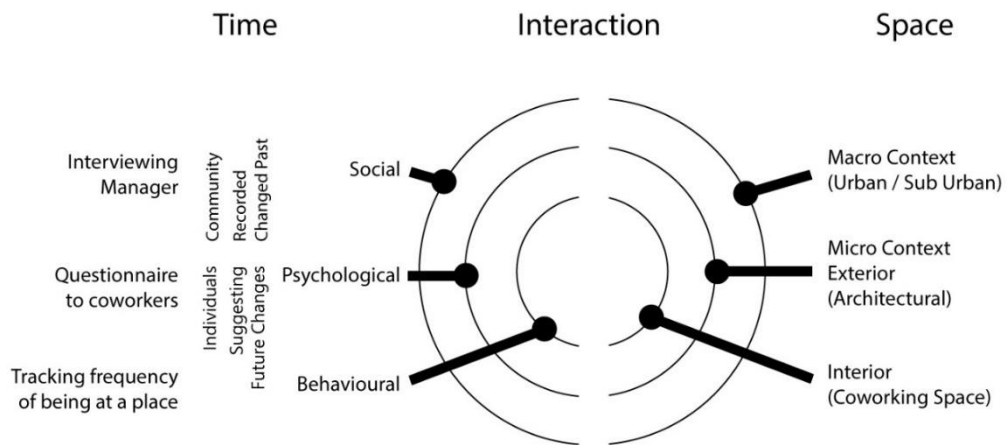 Time
Interaction
Space
Interviewing
Manager
Community
Recorded
Changed Past
Social
Macro Context
(Urban / Sub Urban)
Questionnaire
to coworkers
Individuals
Suggesting
Future Changes
Psychological
Micro Context
Exterior
(Architectural)
Tracking frequency
of being at a place
Behavioural
Interior
(Coworking Space)